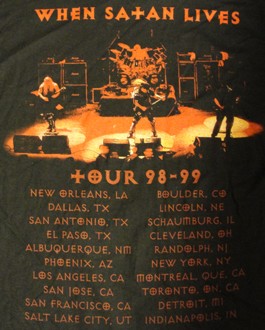 WHEN SATAN LIVES
TOUR 98-99
NEW ORLEANS, LA
DALLAS, TX
SAN ANTONIO, TX
EL PASO, TX
ALBUQUERQUE, NM
PHOENIX, AZ
LOS ANGELES, CA
SAN JOSE, CA
SAN FRANCISCO, CA
SALT LAKE CITY, UT
BOULDER, CO
LINCOLN, NE
SCHAUMBURG, IL
CLEVELAND, OH
RANDOLPH, NJ
NEW YORK, NY
MONTREAL, QUE, CA
TORONTO, ON, CA
DETROIT, MI
INDIANAPOLIS, IN